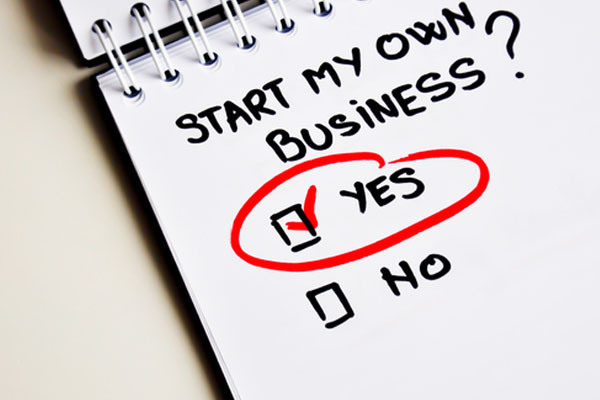 START MY OWN
BUSiNESS?
YES
NO